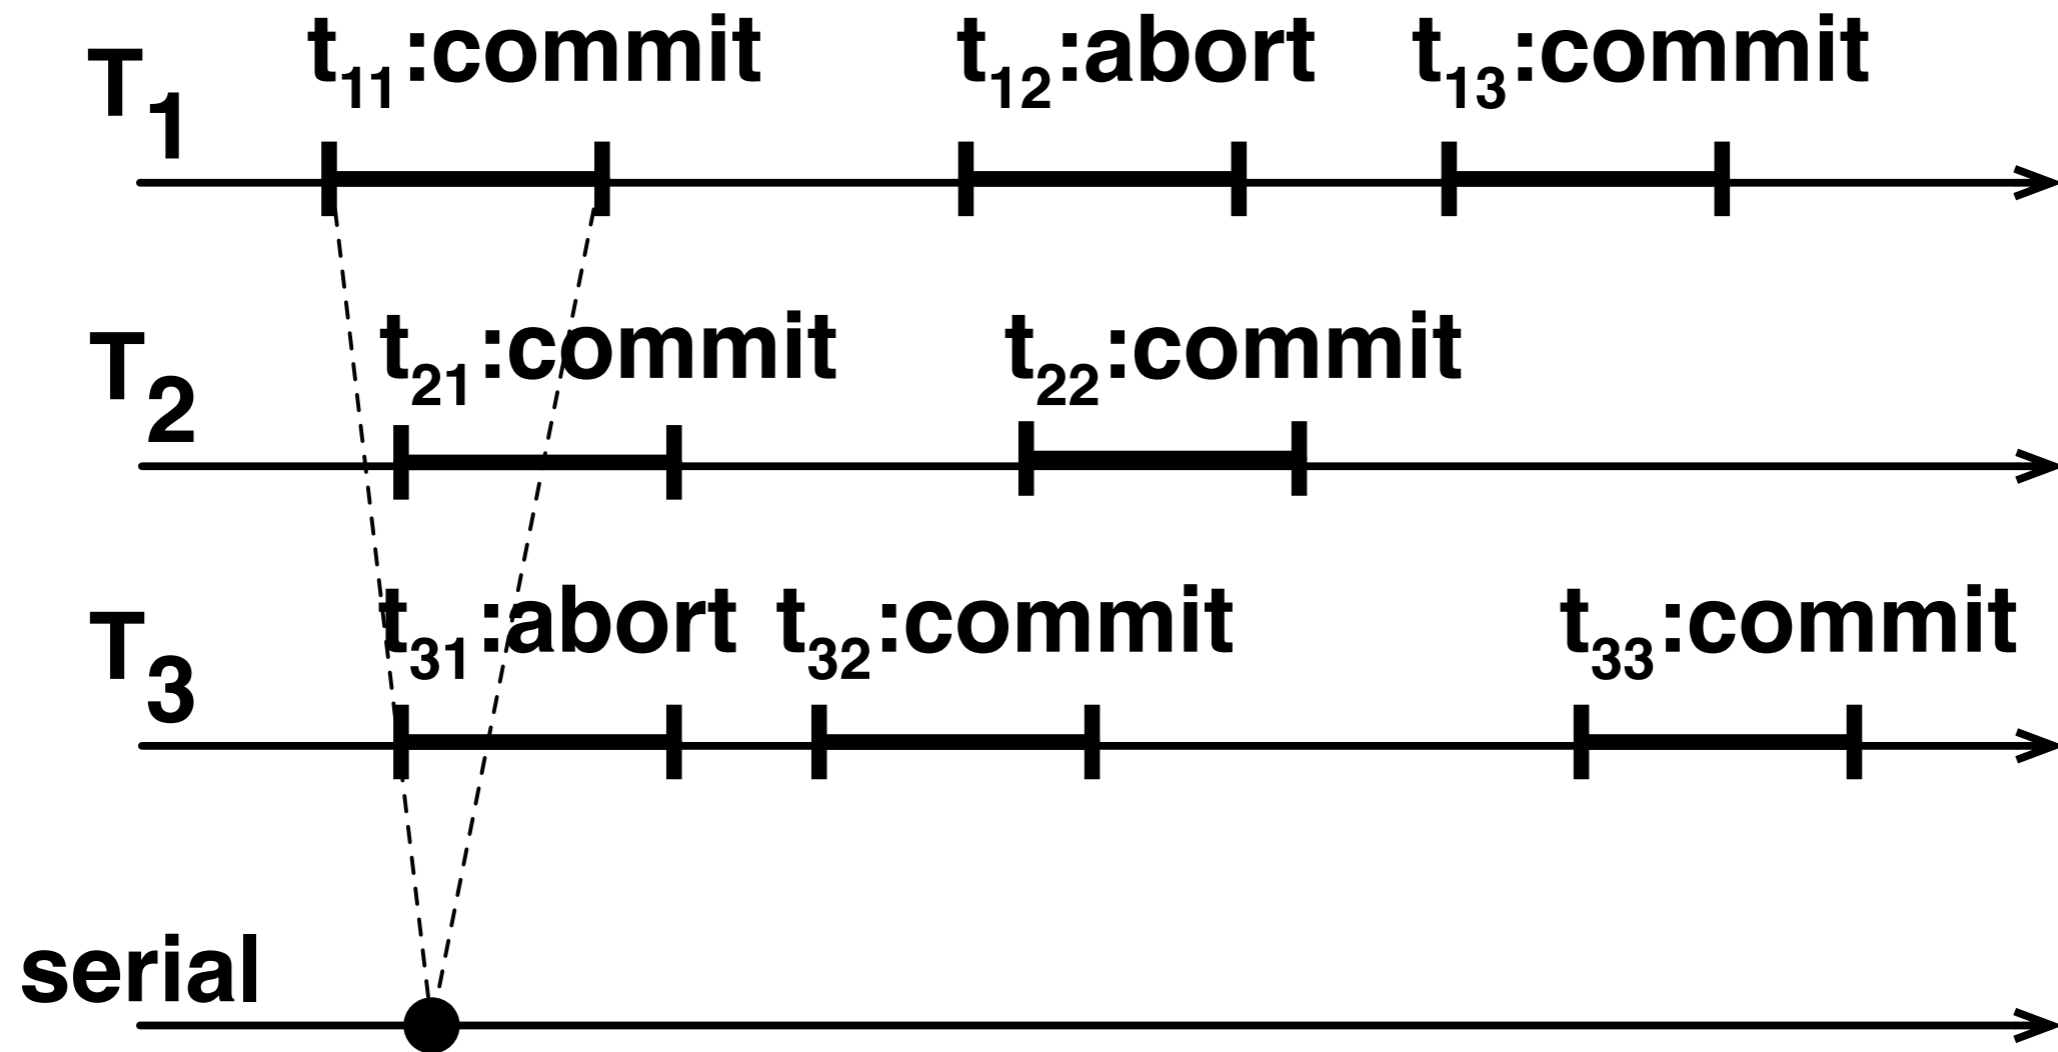 T1 t11:commit t12:abort t13:commit
T2 t21:commit t22:commit
T3 t31:abort t32:commit t33:commit
serial